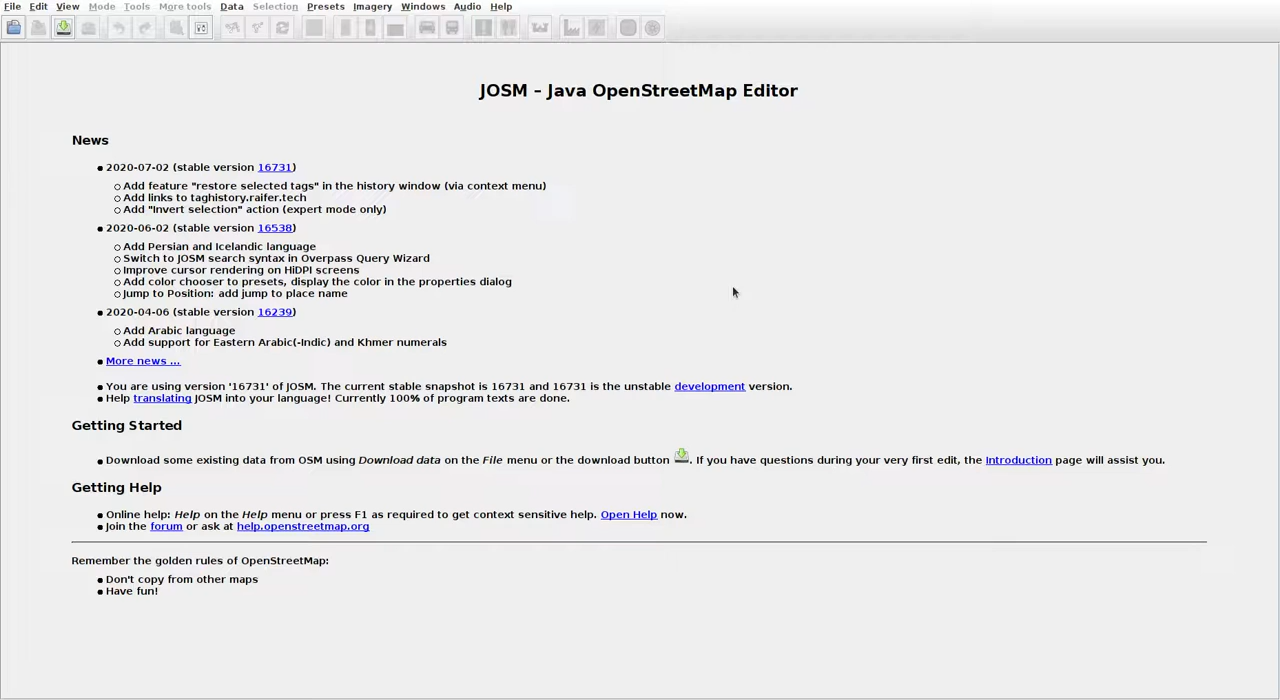 File Edit View Mode Tools More tools Data Selection Presets Imagery Windows Audio Help
JOSM – Java OpenStreetMap Editor
News
2020-07-02 (stable version 16731)
Add feature "restore selected tags" in the history window (via context menu)
Add links to taghistory.raifer.tech
Add "Invert selection" action (expert mode only)
2020-06-02 (stable version 16538)
Add Persian and Icelandic language
Switch to JOSM search syntax in Overpass Query Wizard
Improve cursor rendering on HiDPI screens
Add color chooser to presets, display the color in the properties dialog
Jump to Position: add jump to place name
2020-04-06 (stable version 16239)
Add Arabic language
Add support for Eastern Arabic(-Indic) and Khmer numerals
More news ...
You are using version '16731' of JOSM. The current stable snapshot is 16731 and 16731 is the unstable development version.
Help translating JOSM into your language! Currently 100% of program texts are done.
Getting Started
Download some existing data from OSM using Download data on the File menu or the download button . If you have questions during your very first edit, the Introduction page will assist you.
Getting Help
Online help: Help on the Help menu or press F1 as required to get context sensitive help. Open Help now.
Join the forum or ask at help.openstreetmap.org
Remember the golden rules of OpenStreetMap:
Don't copy from other maps
Have fun!